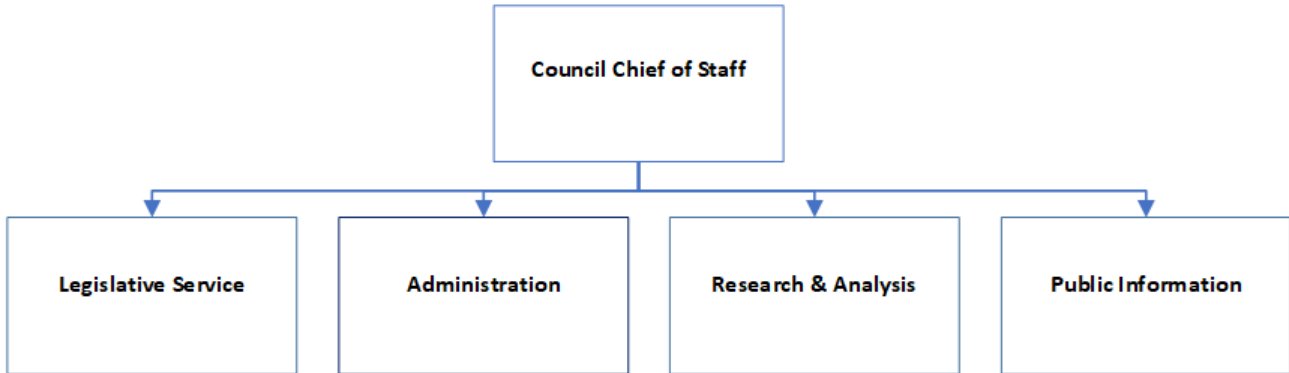 Council Chief of Staff
Legislative Service
Administration
Research & Analysis
Public Information